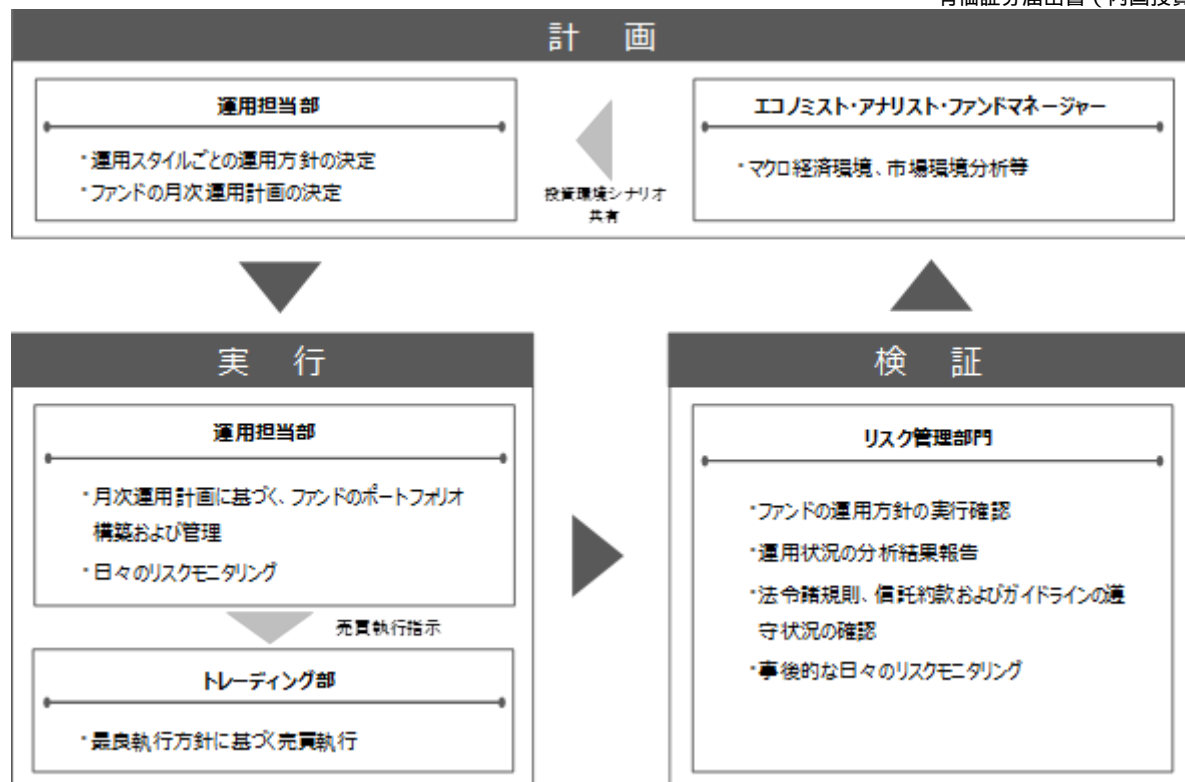 有価証券届出書(内国投資
計 画
運用担当部
・運用スタイルごとの運用方針の決定
・ファンドの月次運用計画の決定
投資環境シナリオ
共有
エコノミスト・アナリスト・ファンドマネージャー
・マクロ経済環境、市場環境分析等
実 行
運用担当部
・月次運用計画に基づく、ファンドのポートフォリオ
構築および管理
・日々のリスクモニタリング
売買執行指示
トレーディング部
・最良執行方針に基づく売買執行
検 証
リスク管理部門
・ファンドの運用方針の実行確認
・運用状況の分析結果報告
・法令諸規則、信託約款およびガイドラインの遵
守状況の確認
・事後的な日々のリスクモニタリング